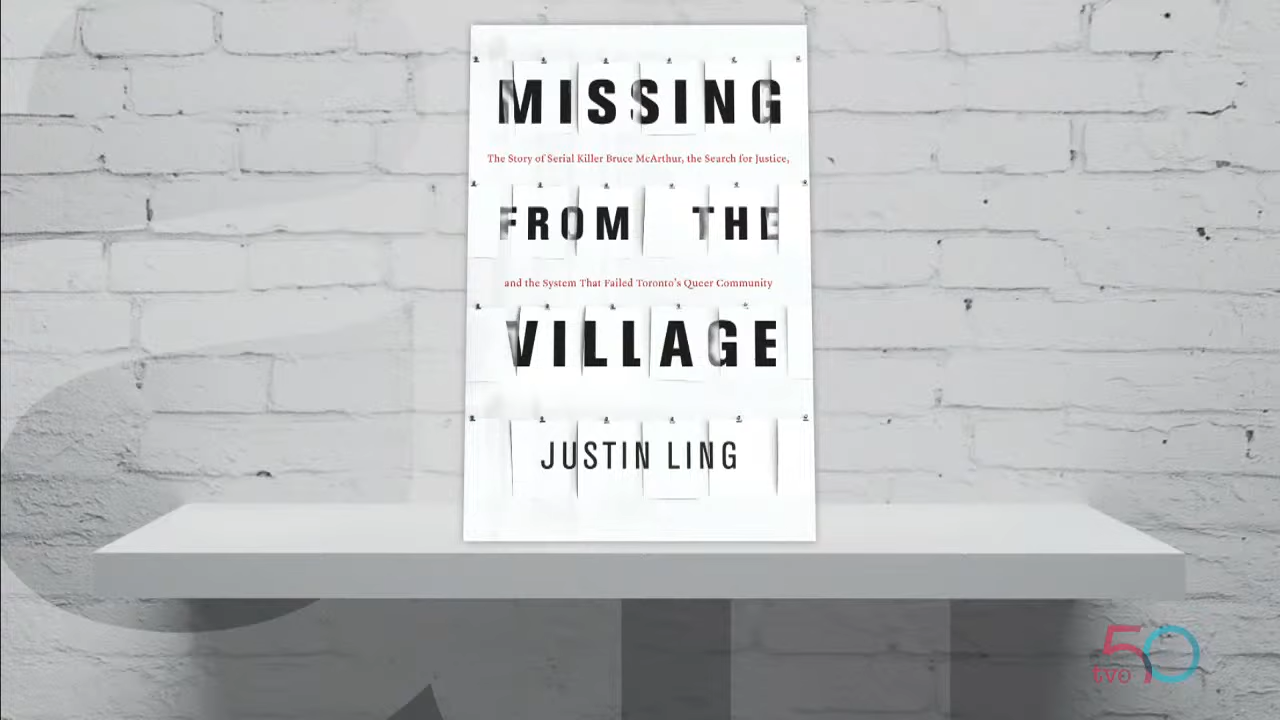 MISSING
The Story of Serial Killer Bruce McArthur, the Search for Justice,
FROM THE
and the System That Failed Toronto's Queer Community
VILLAGE
JUSTIN LING
50
tvo